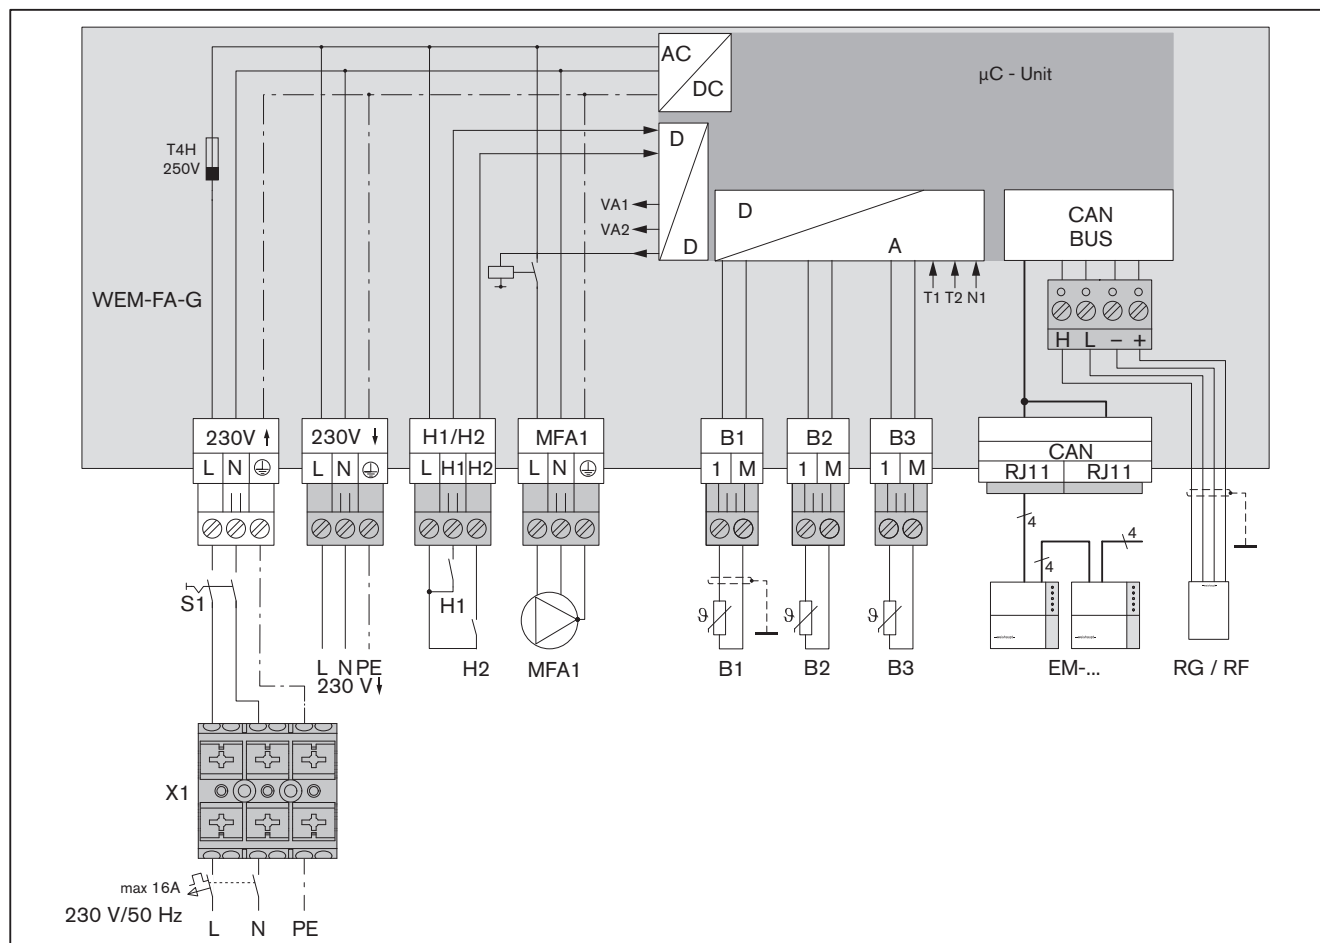 AC
DC
µC - Unit
T4H
250V
D
D
VA1
VA2
D
A
CAN
BUS
T1 T2 N1
WEM-FA-G
H L − +
230V
230V
H1/H2
MFA1
B1
B2
B3
CAN
L N
L N
L H1 H2
L N
1 M
1 M
1 M
RJ11 RJ11
4
4
4
S1
H1
ϑ
ϑ
ϑ
L N PE
230 V
H2
MFA1
B1
B2
B3
EM-...
RG / RF
X1
max 16A
230 V/50 Hz
L N PE